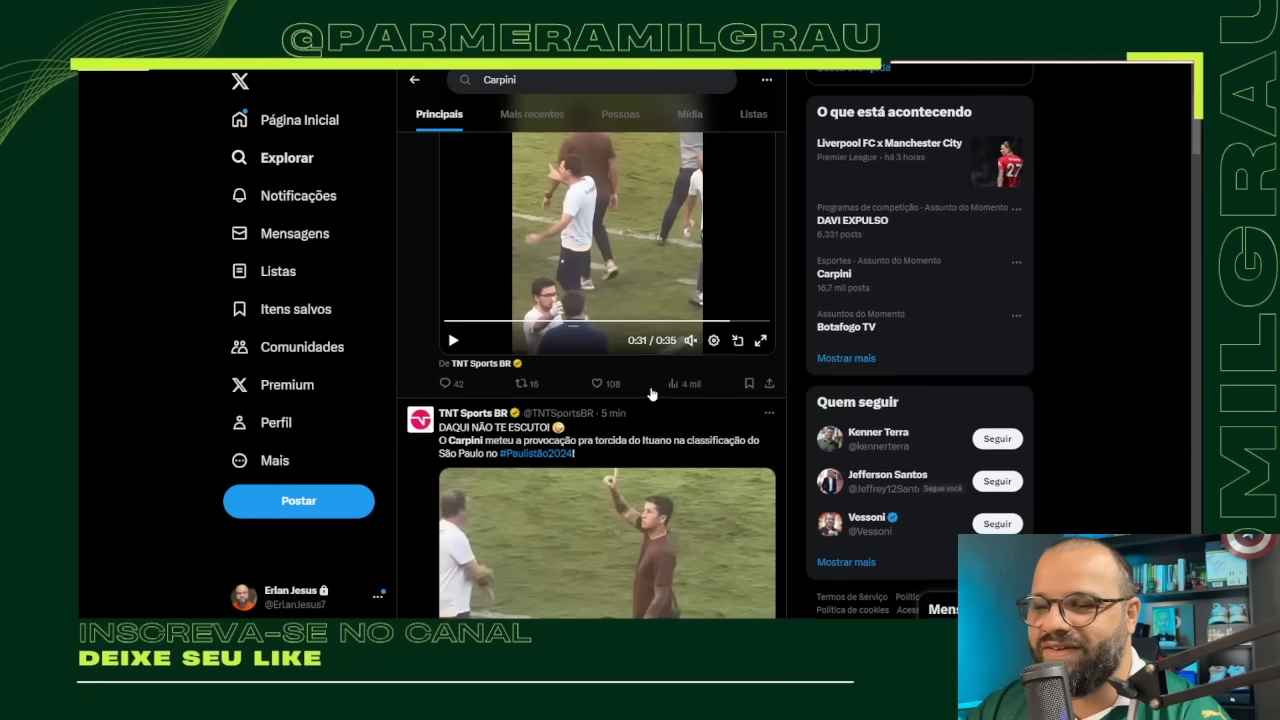 @PARMERAMILGRAU
MILGRAU
Carpini
Principais
Mais recentes
Pessoas
Mídia
Listas
Página Inicial
Explorar
Notificações
Mensagens
Listas
Itens salvos
Comunidades
Premium
Perfil
Mais
Postar
Erlan Jesus
@ErlanJesus7
0:31 / 0:35
De TNT Sports BR
42
16
108
4 mil
TNT Sports BR @TNTSportsBR · 5 min
DAQUI NÃO TE ESCUTO!
O Carpini meteu a provocação pra torcida do Ituano na classificação do
São Paulo no #Paulistão2024!
O que está acontecendo
Liverpool FC x Manchester City
Premier League · há 3 horas
27
Programas de competição · Assunto do Momento
DAVI EXPULSO
6.331 posts
Esportes · Assunto do Momento
Carpini
16,7 mil posts
Assuntos do Momento
Botafogo TV
Mostrar mais
Quem seguir
Kenner Terra
@kennerterra
Seguir
Jefferson Santos
@Jeffrey12Sant
Segue você
Seguir
Vessoni
@Vessoni
Seguir
Mostrar mais
Termos de Serviço
Política de cookies
INSCREVA-SE NO CANAL
DEIXE SEU LIKE